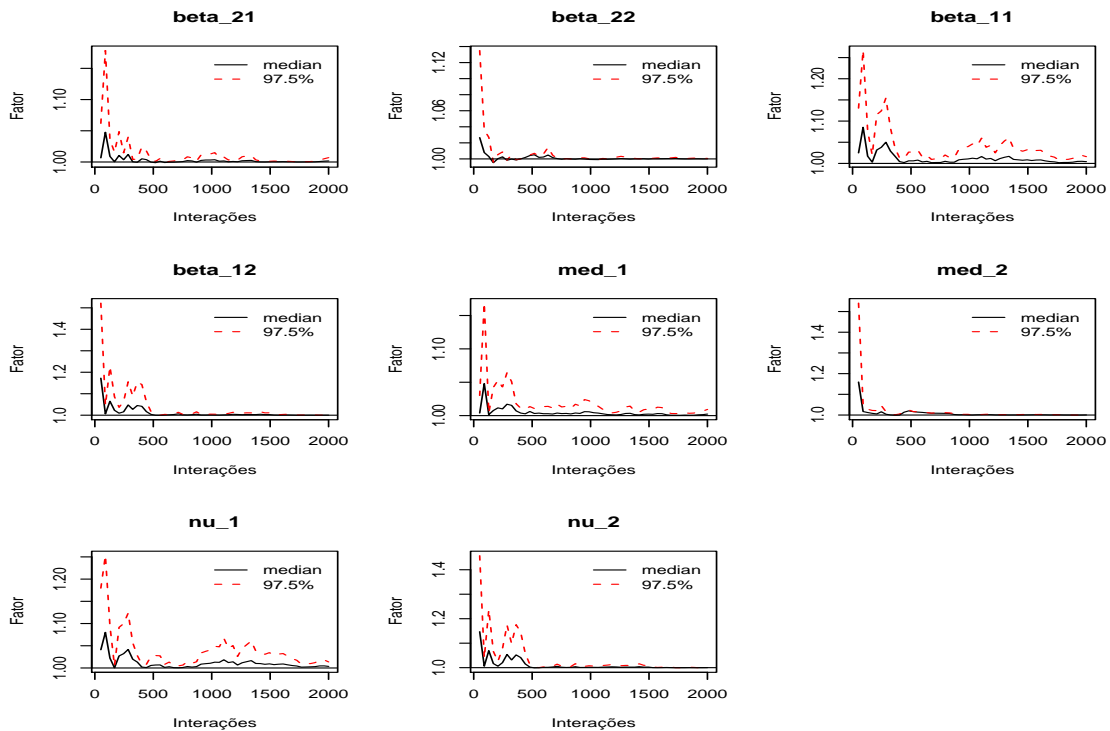 beta_21
Fator
1.00 1.10
median
97.5%
0 500 1000 1500 2000
Interações
beta_22
Fator
1.00 1.06 1.12
median
97.5%
0 500 1000 1500 2000
Interações
beta_11
Fator
1.00 1.10 1.20
median
97.5%
0 500 1000 1500 2000
Interações
beta_12
Fator
1.0 1.2 1.4
median
97.5%
0 500 1000 1500 2000
Interações
med_1
Fator
1.00 1.10
median
97.5%
0 500 1000 1500 2000
Interações
med_2
Fator
1.0 1.2 1.4
median
97.5%
0 500 1000 1500 2000
Interações
nu_1
Fator
1.00 1.10 1.20
median
97.5%
0 500 1000 1500 2000
Interações
nu_2
Fator
1.0 1.2 1.4
median
97.5%
0 500 1000 1500 2000
Interações